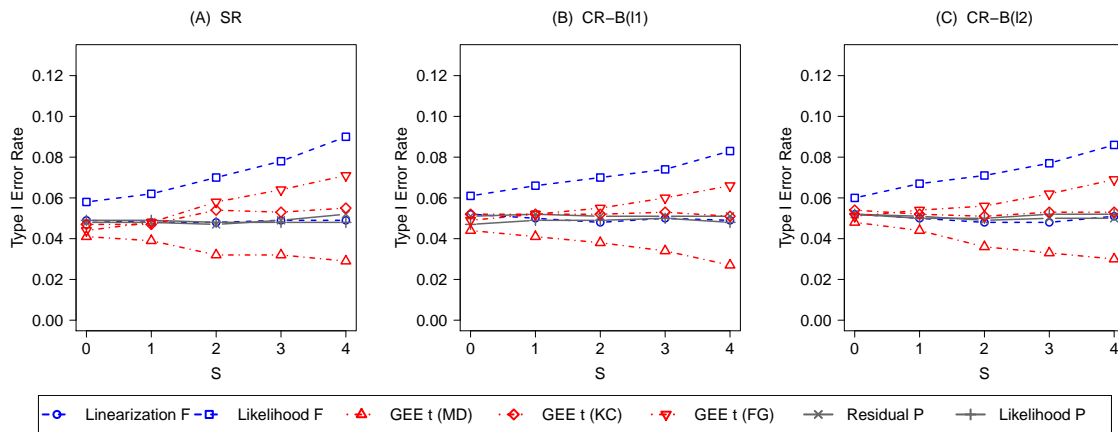 (A) SR
Type I Error Rate
0.12
0.10
0.08
0.06
0.04
0.02
0.00
0 1 2 3 4
S
(B) CR−B(l1)
Type I Error Rate
0.12
0.10
0.08
0.06
0.04
0.02
0.00
0 1 2 3 4
S
(C) CR−B(l2)
Type I Error Rate
0.12
0.10
0.08
0.06
0.04
0.02
0.00
0 1 2 3 4
S
Linearization F Likelihood F GEE t (MD) GEE t (KC) GEE t (FG) Residual P Likelihood P